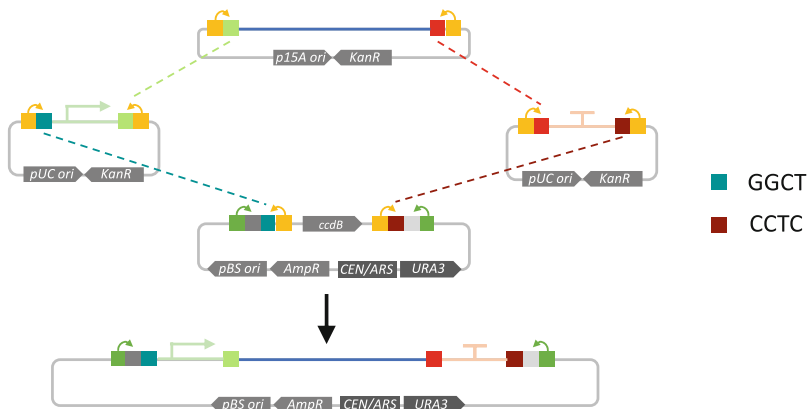 p15A ori KanR
pUC ori KanR
pUC ori KanR
GGCT
CCTC
ccdB
pBS ori AmpR CEN/ARS URA3
pBS ori AmpR CEN/ARS URA3